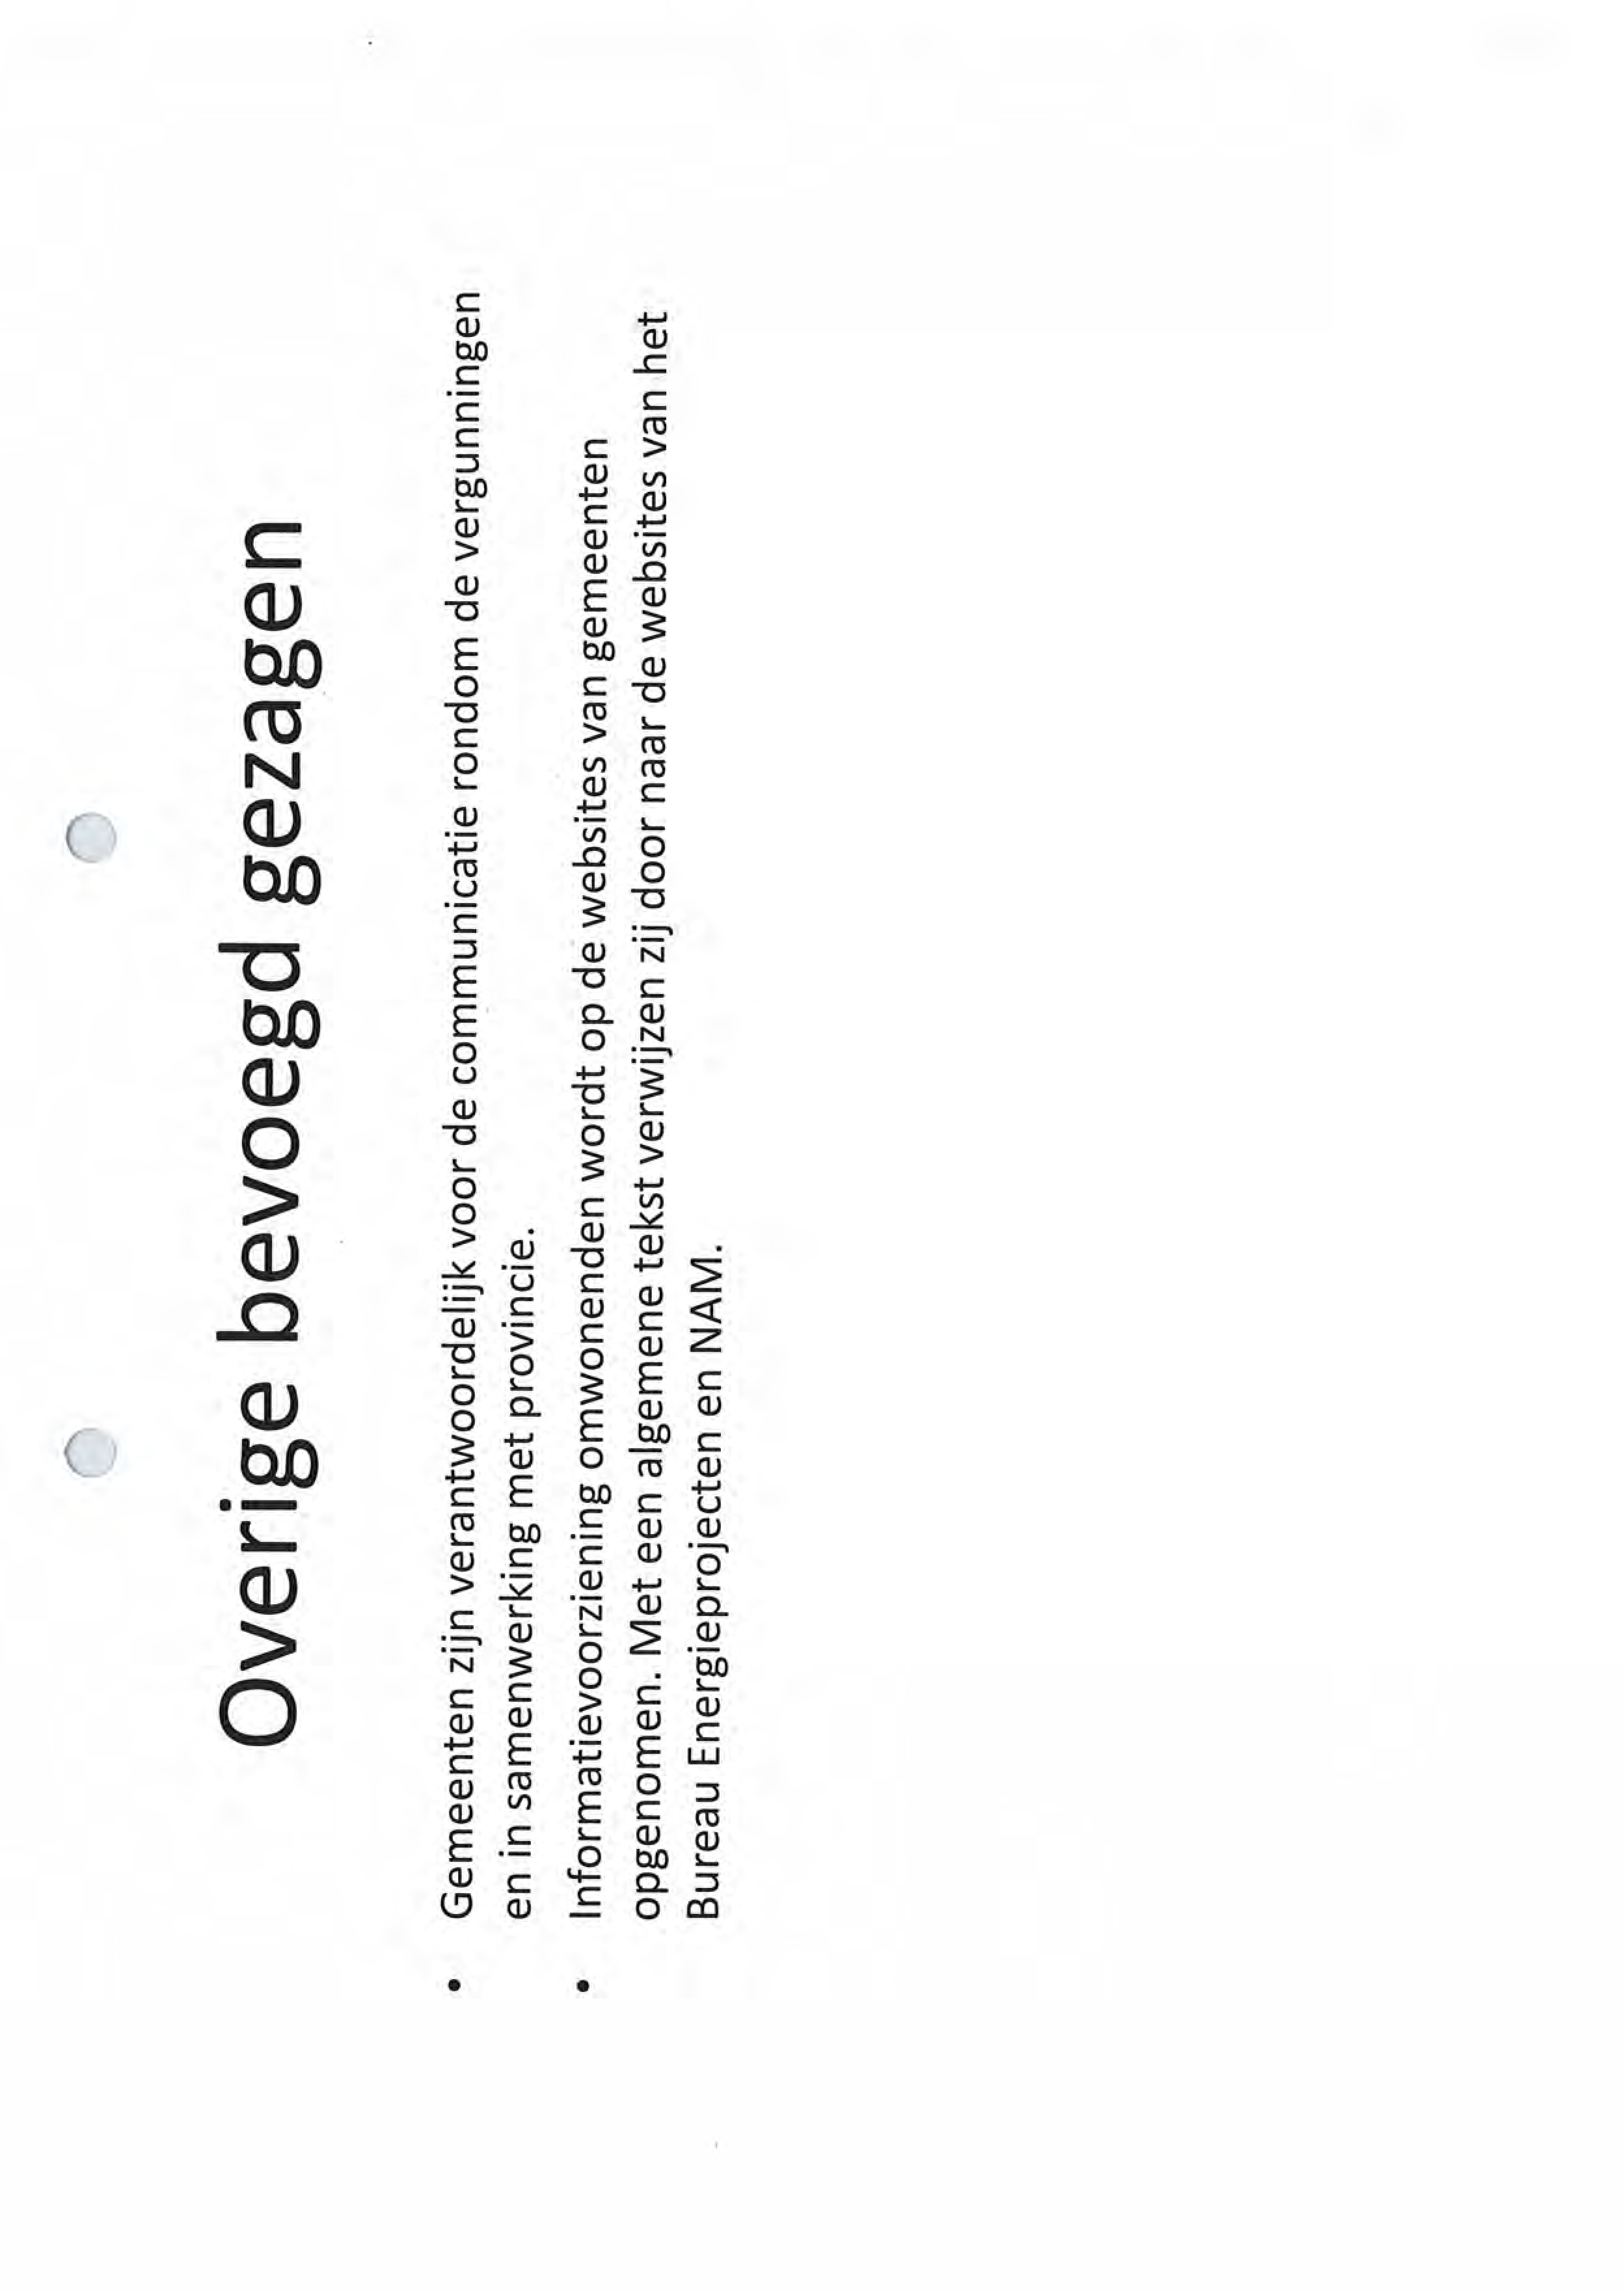 Overige bevoegd gezagen
• Gemeenten zijn verantwoordelijk voor de communicatie rondom de vergunningen
en in samenwerking met provincie.
• Informatievoorziening omwonenden wordt op de websites van gemeenten
opgenomen. Met een algemene tekst verwijzen zij door naar de websites van het
Bureau Energieprojecten en NAM.